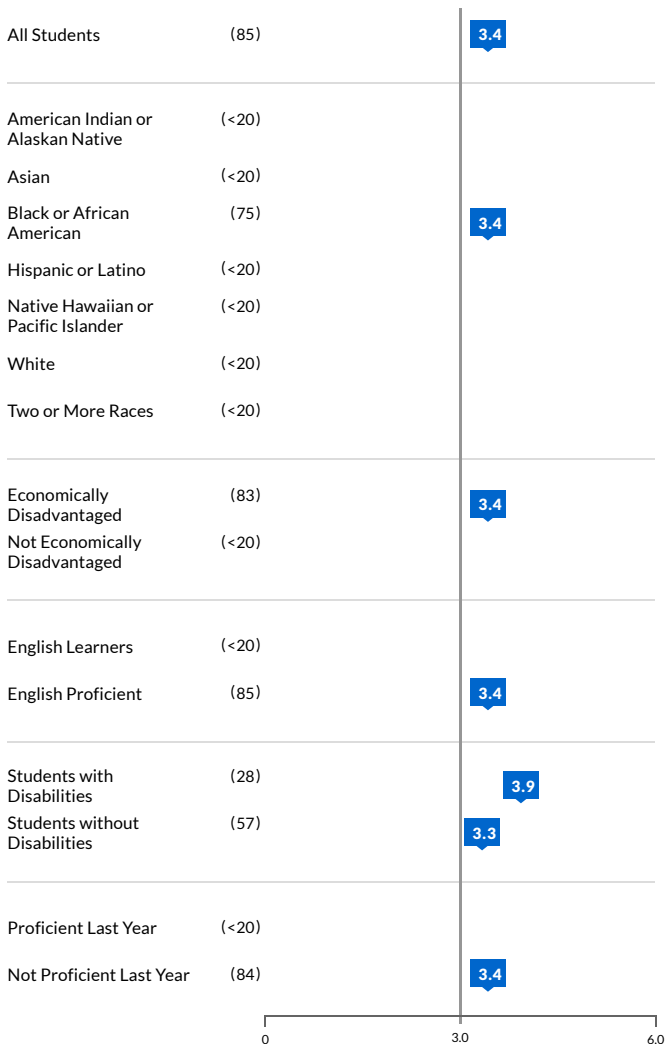 All Students (85) 3.4
American Indian or (<20)
Alaskan Native
Asian (<20)
Black or African (75) 3.4
American
Hispanic or Latino (<20)
Native Hawaiian or (<20)
Pacific Islander
White (<20)
Two or More Races (<20)
Economically (83) 3.4
Disadvantaged
Not Economically (<20)
Disadvantaged
English Learners (<20)
English Proficient (85) 3.4
Students with (28) 3.9
Disabilities
Students without (57) 3.3
Disabilities
Proficient Last Year (<20)
Not Proficient Last Year (84) 3.4
0 3.0 6.0